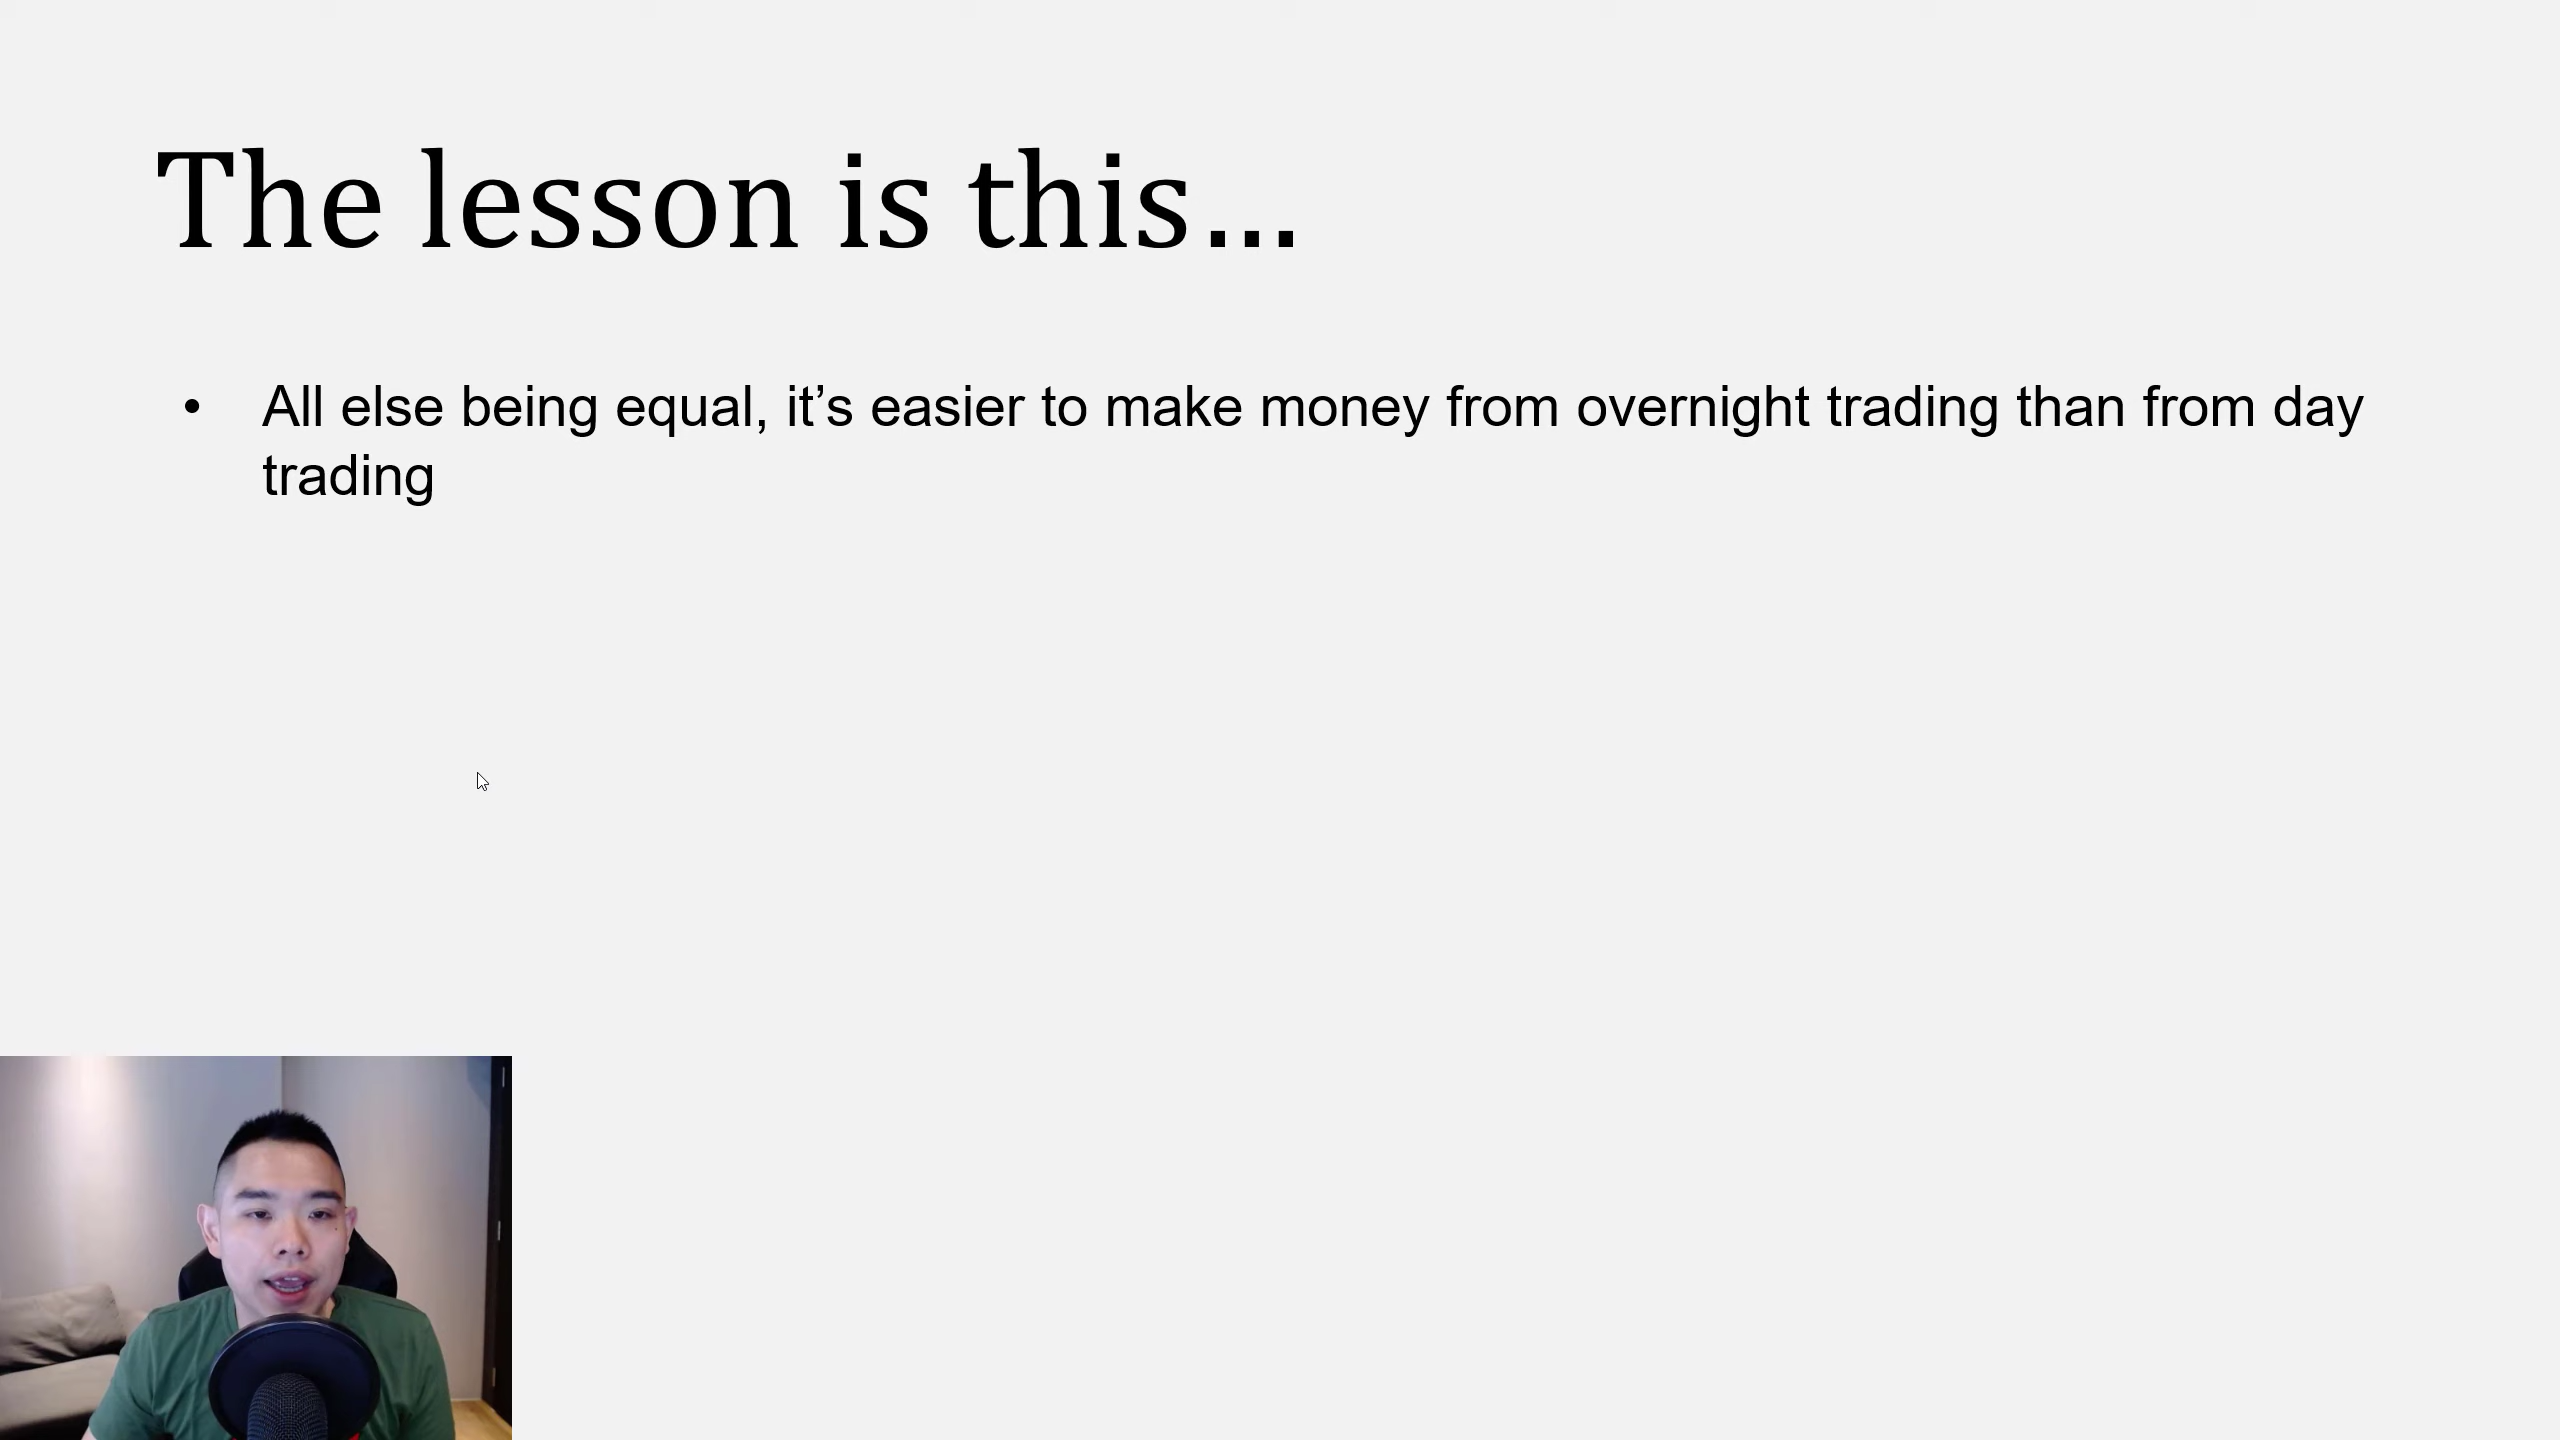 The lesson is this…
• All else being equal, it’s easier to make money from overnight trading than from day
trading